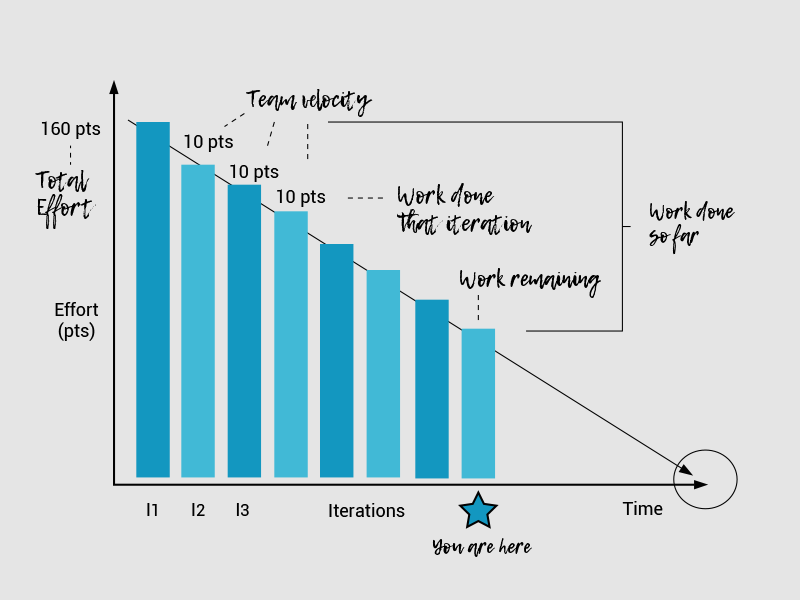 Team velocity
160 pts
10 pts
10 pts
10 pts
Total
Effort
Work done
that iteration
Work done
so far
Work remaining
Effort
(pts)
I1
I2
I3
Iterations
Time
You are here